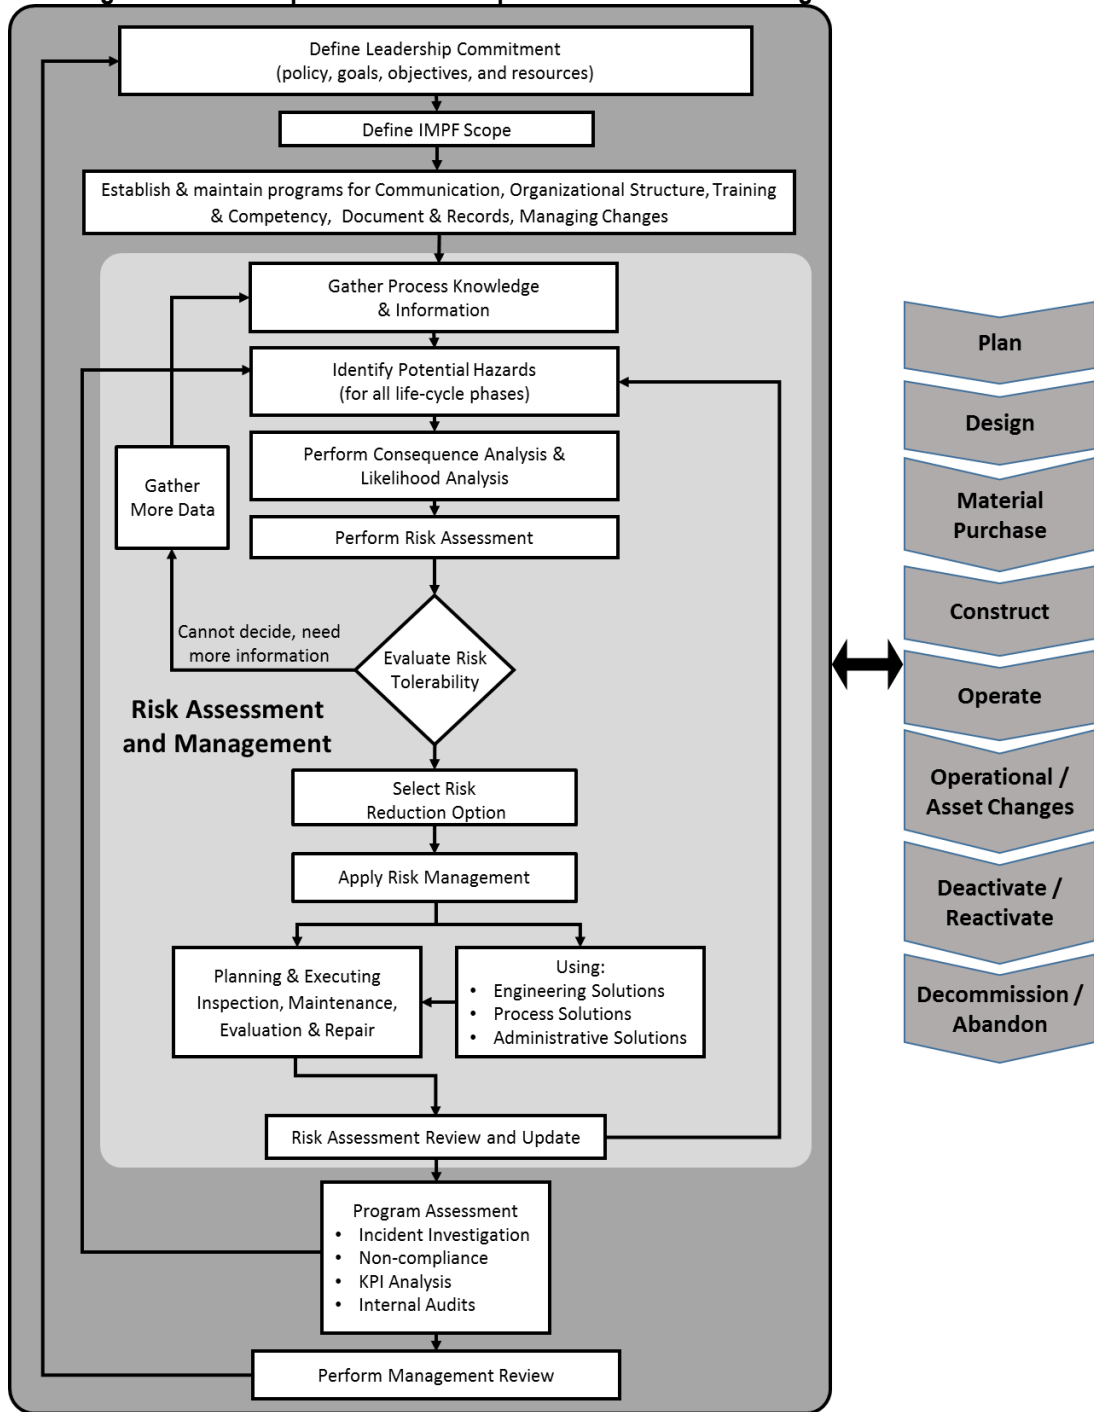 Define Leadership Commitment
(policy, goals, objectives, and resources)
Define IMPF Scope
Establish & maintain programs for Communication, Organizational Structure, Training
& Competency, Document & Records, Managing Changes
Gather Process Knowledge
& Information
Identify Potential Hazards
(for all life-cycle phases)
Perform Consequence Analysis &
Likelihood Analysis
Gather
More Data
Perform Risk Assessment
Cannot decide, need
more information
Evaluate Risk
Tolerability
Risk Assessment
and Management
Select Risk
Reduction Option
Apply Risk Management
Planning & Executing
Inspection, Maintenance,
Evaluation & Repair
Using:
• Engineering Solutions
• Process Solutions
• Administrative Solutions
Risk Assessment Review and Update
Program Assessment
• Incident Investigation
• Non-compliance
• KPI Analysis
• Internal Audits
Perform Management Review
Plan
Design
Material
Purchase
Construct
Operate
Operational /
Asset Changes
Deactivate /
Reactivate
Decommission /
Abandon